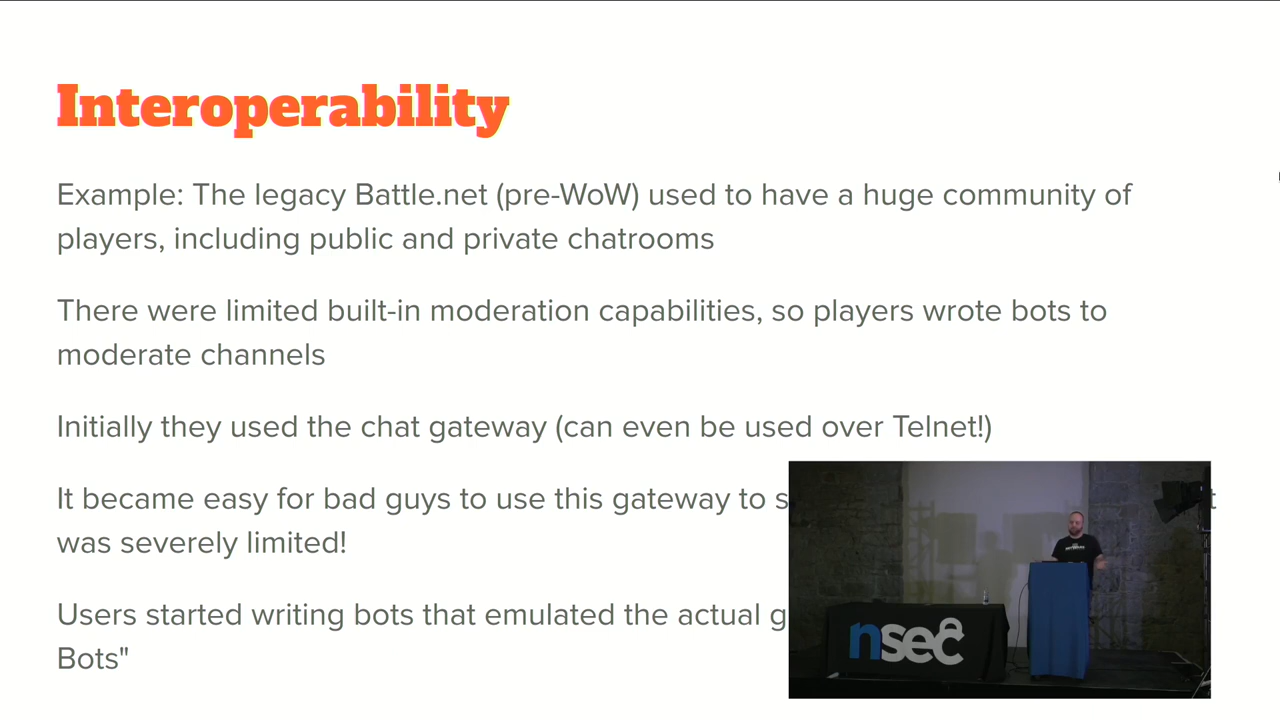 Interoperability
Example: The legacy Battle.net (pre-WoW) used to have a huge community of
players, including public and private chatrooms
There were limited built-in moderation capabilities, so players wrote bots to
moderate channels
Initially they used the chat gateway (can even be used over Telnet!)
It became easy for bad guys to use this gateway to
was severely limited!
Users started writing bots that emulated the actual
Bots"
nsec